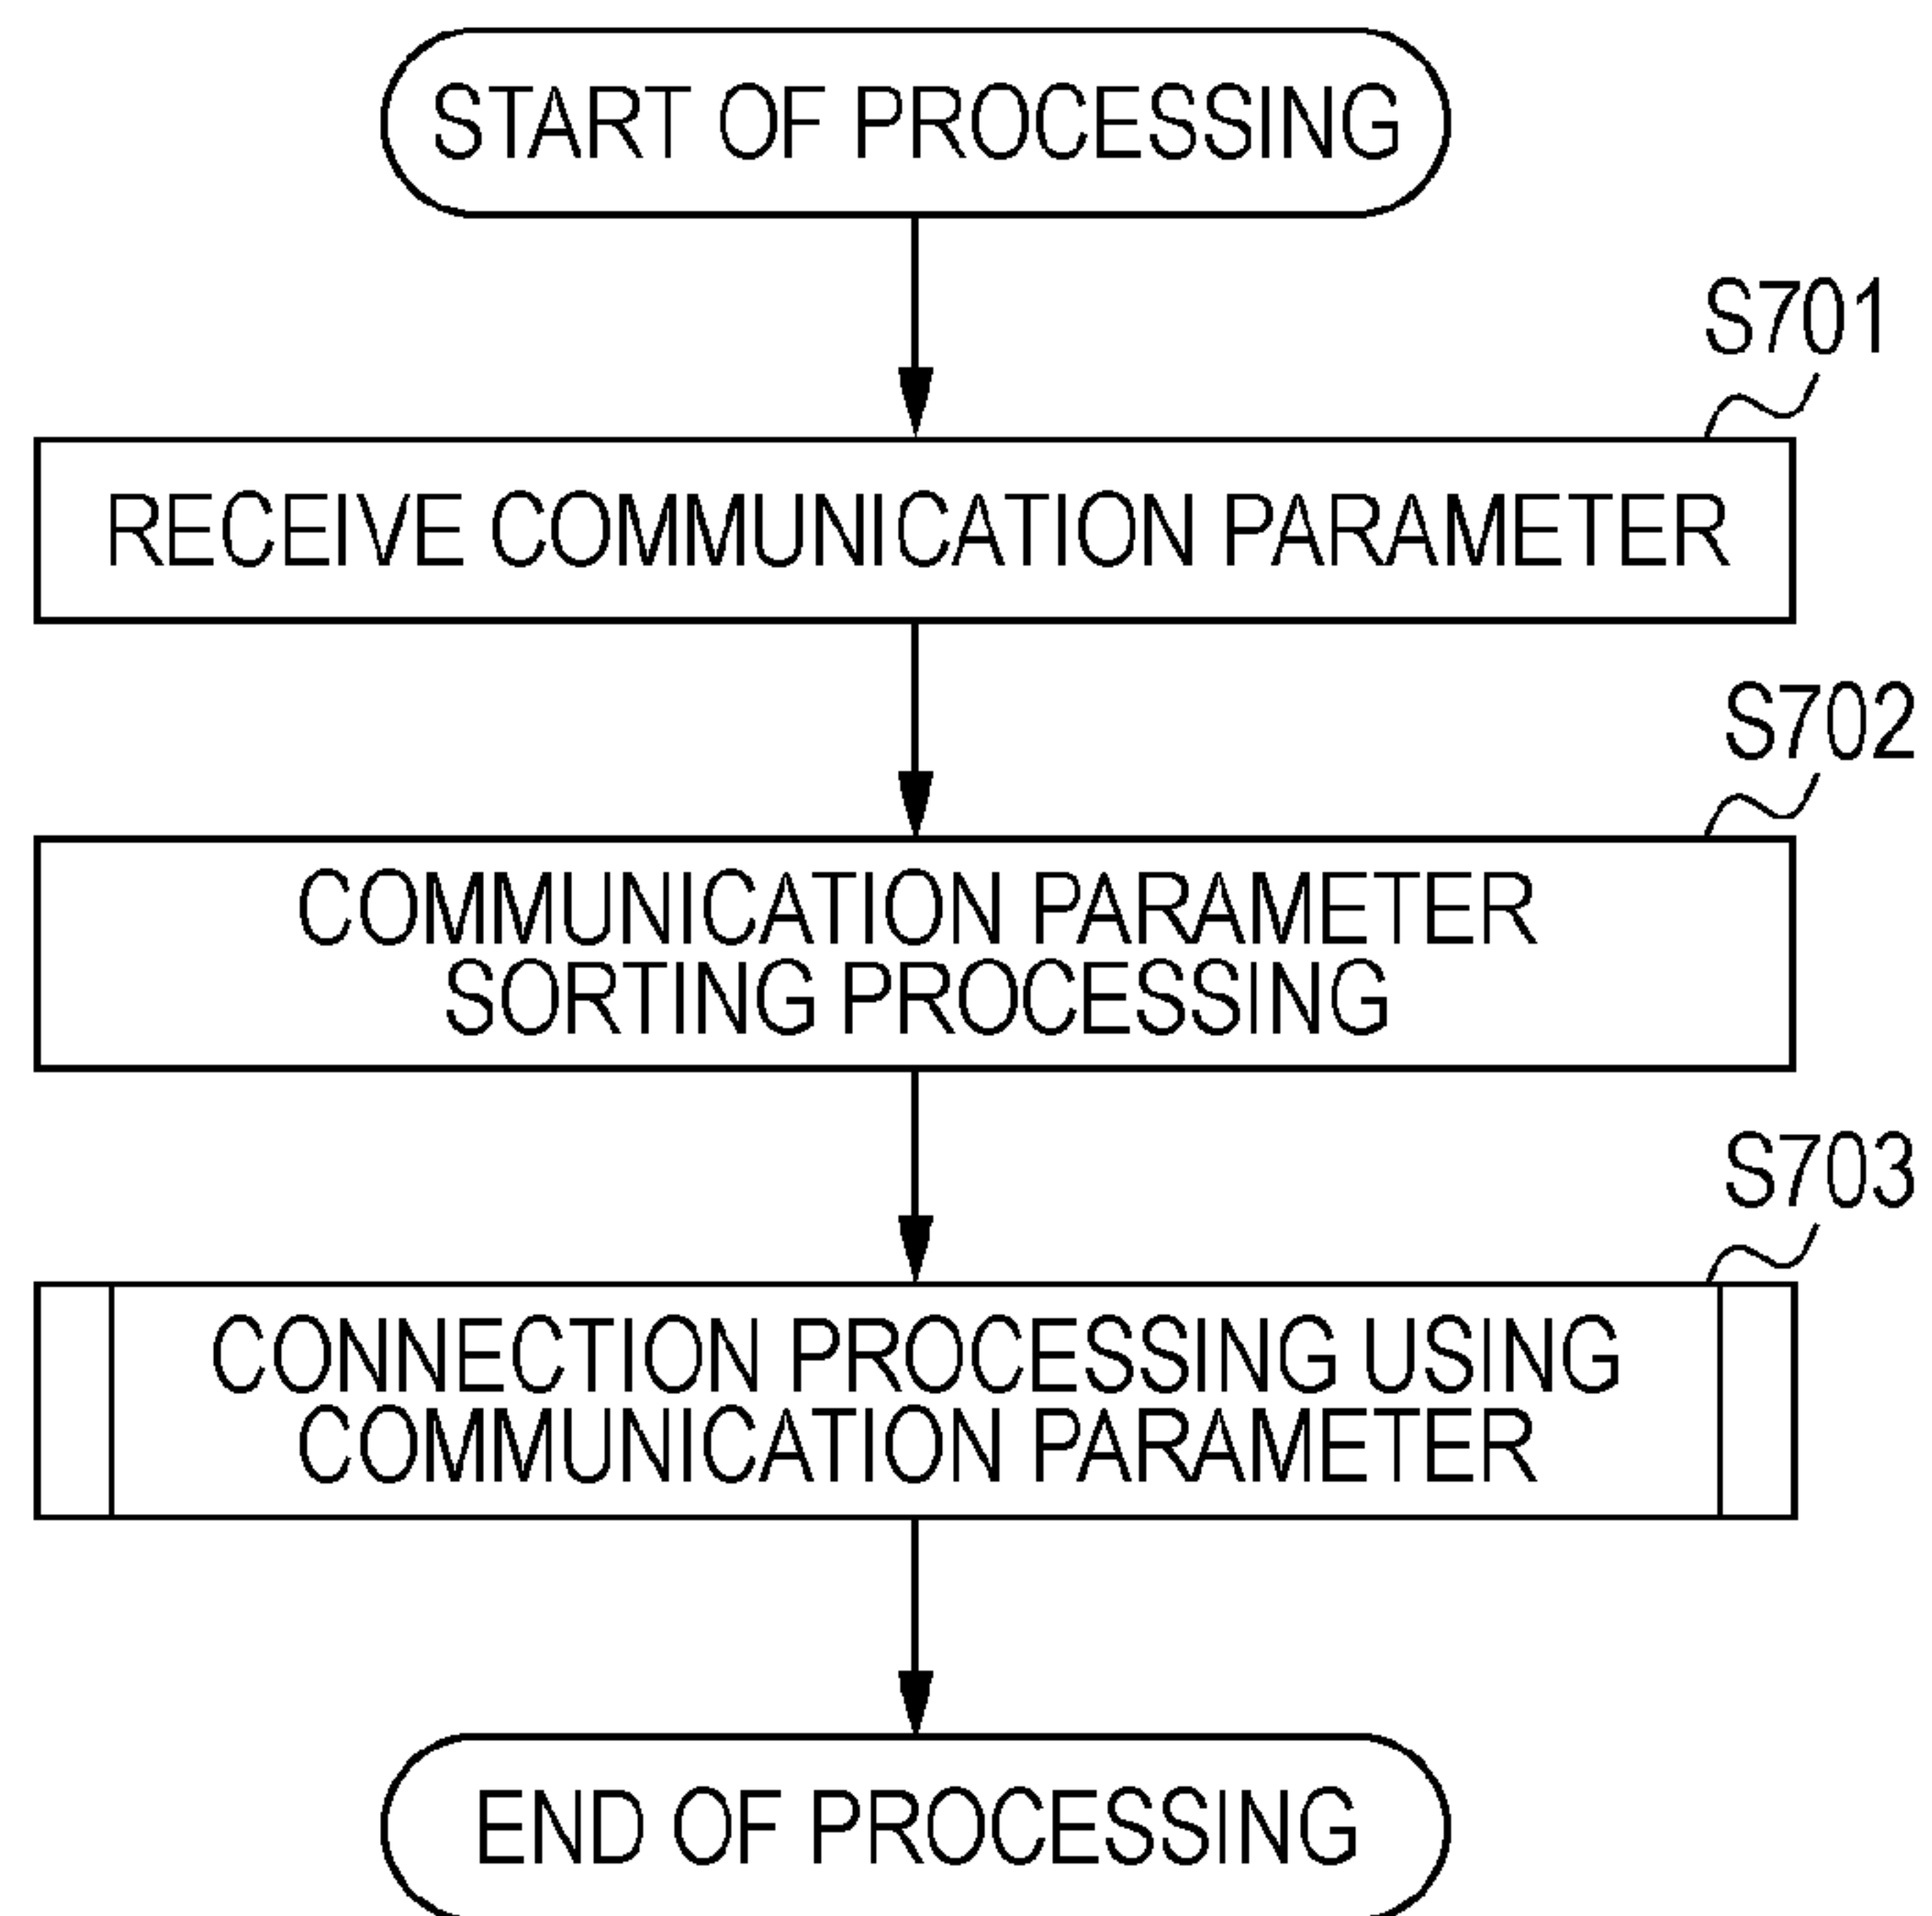 START OF PROCESSING
S701
RECEIVE COMMUNICATION PARAMETER
S702
COMMUNICATION PARAMETER
SORTING PROCESSING
S703
CONNECTION PROCESSING USING
COMMUNICATION PARAMETER
END OF PROCESSING